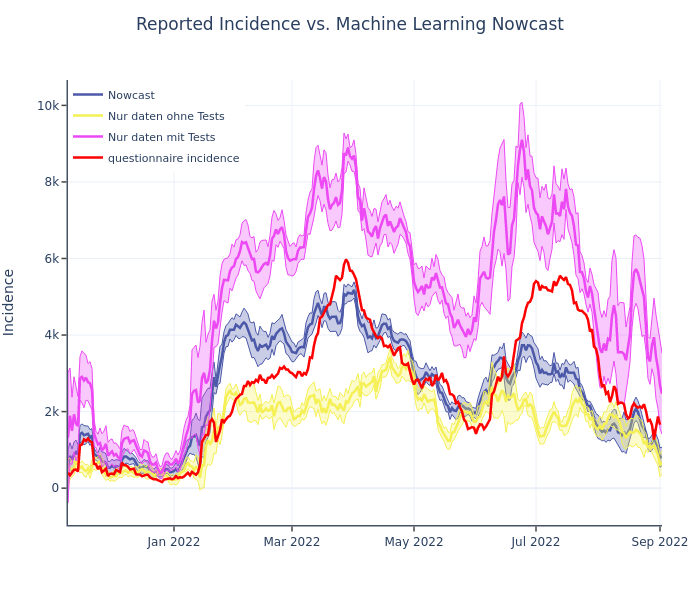 Reported Incidence vs. Machine Learning Nowcast
Nowcast
Nur daten ohne Tests
Nur daten mit Tests
questionnaire incidence
10k
8k
6k
4k
2k
0
Incidence
Jan 2022
Mar 2022
May 2022
Jul 2022
Sep 2022